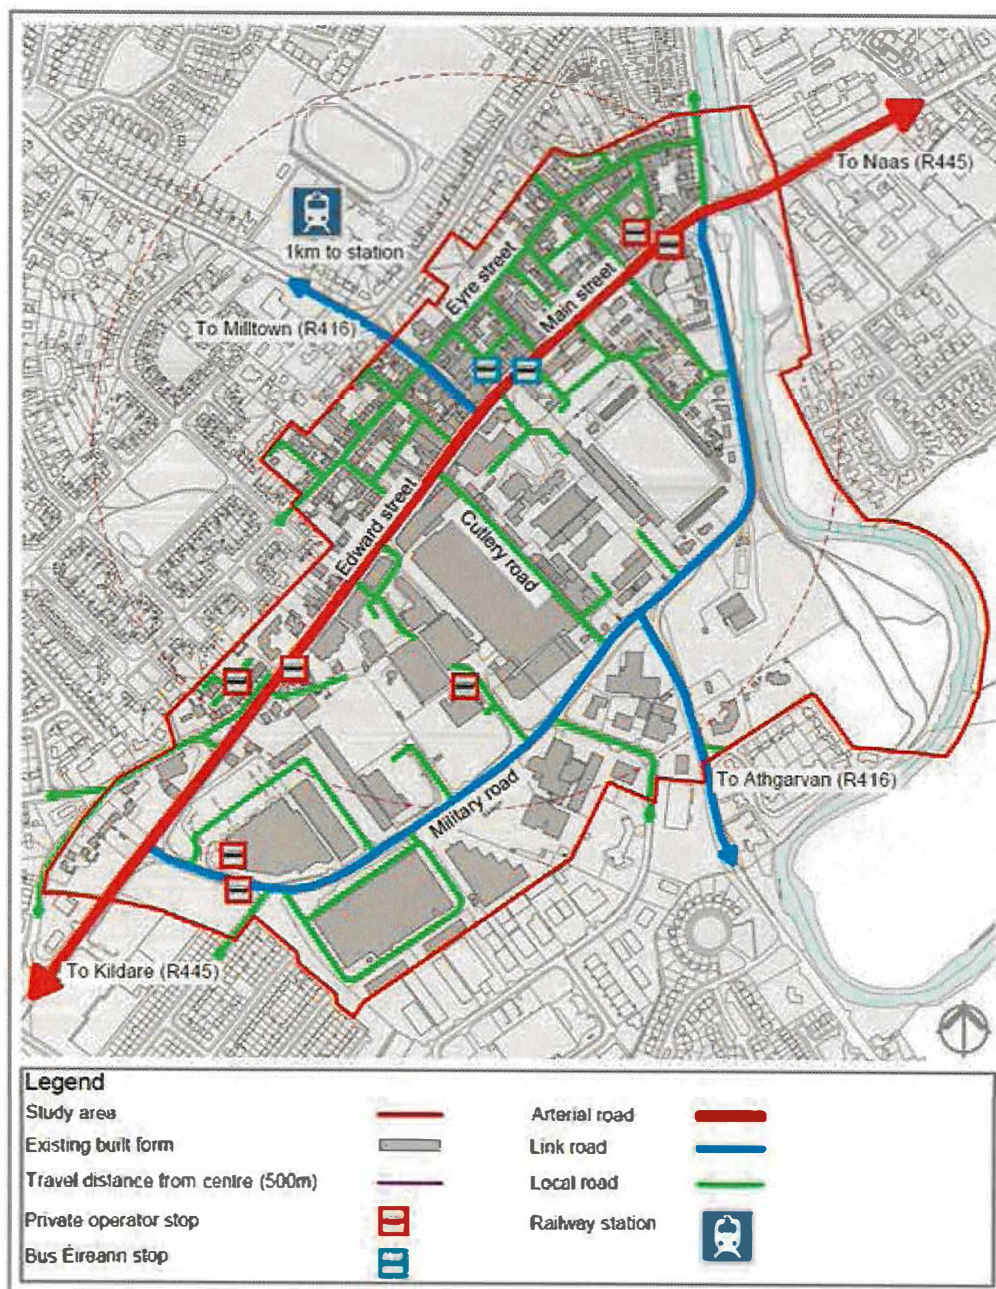 To Naas (R445)
1km to station
Eyre street
Main street
To Milltown (R416)
Edward street
Cutlery road
To Athgarvan (R416)
Military road
To Kildare (R445)
Legend
Study area
Arterial road
Existing built form
Link road
Travel distance from centre (500m)
Local road
Private operator stop
Railway station
Bus Éireann stop